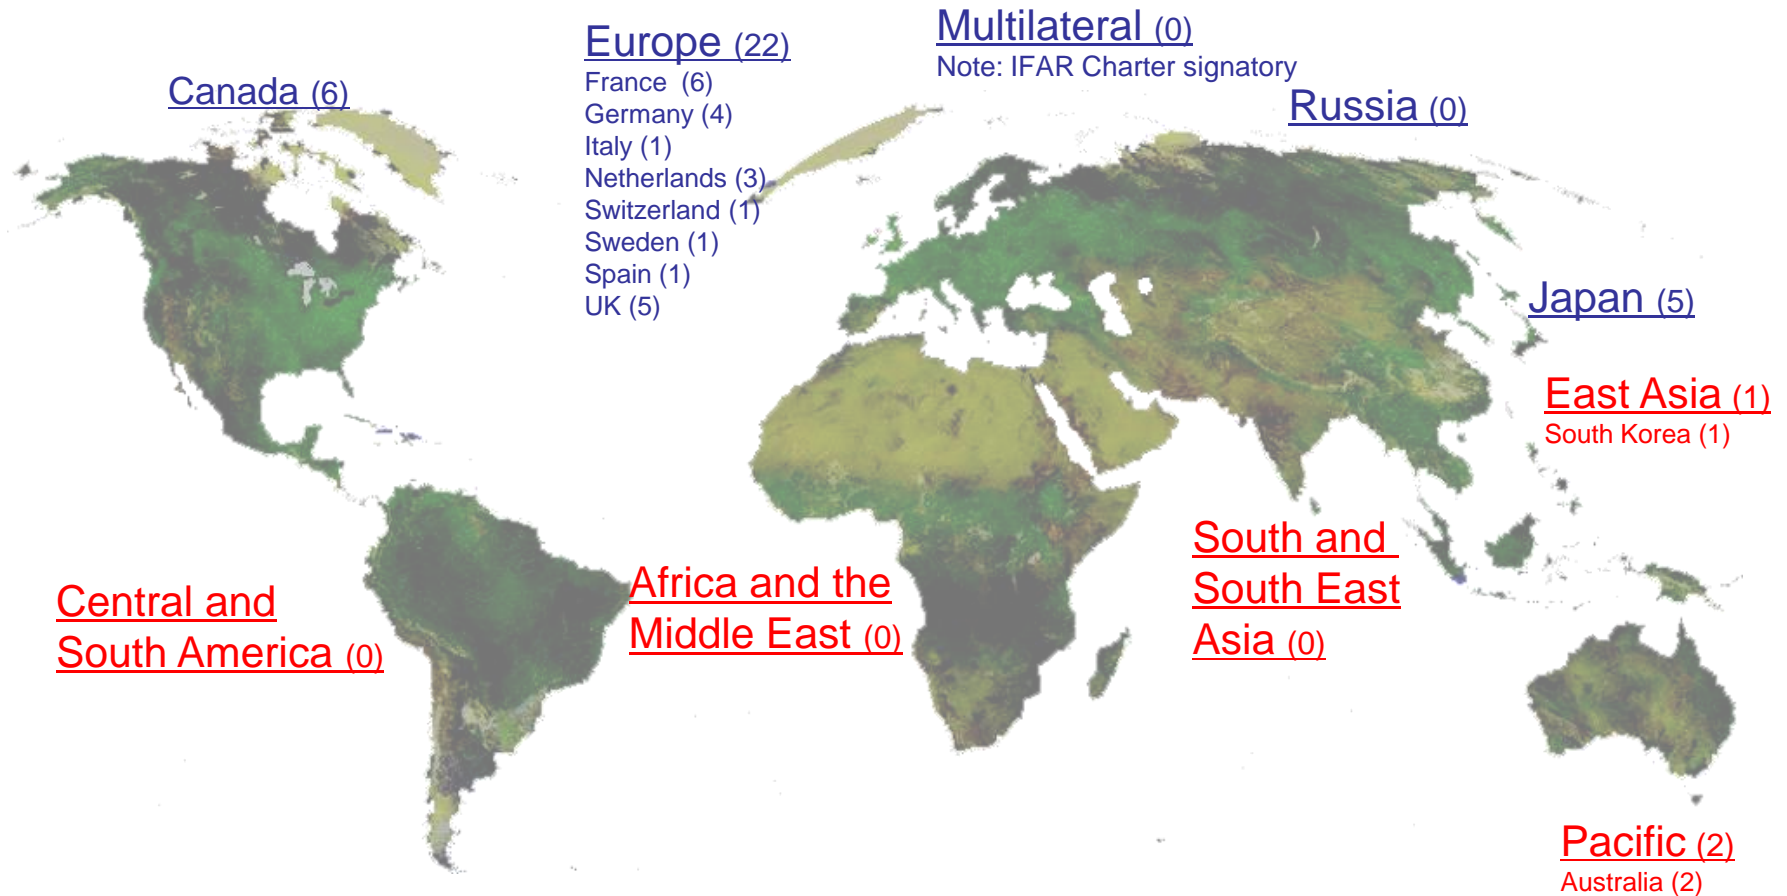 Multilateral (0)
Note: IFAR Charter signatory
Europe (22)
France (6)
Germany (4)
Italy (1)
Netherlands (3)
Switzerland (1)
Sweden (1)
Spain (1)
UK (5)
Canada (6)
Russia (0)
Japan (5)
East Asia (1)
South Korea (1)
South and
South East
Asia (0)
Africa and the
Middle East (0)
Central and
South America (0)
Pacific (2)
Australia (2)